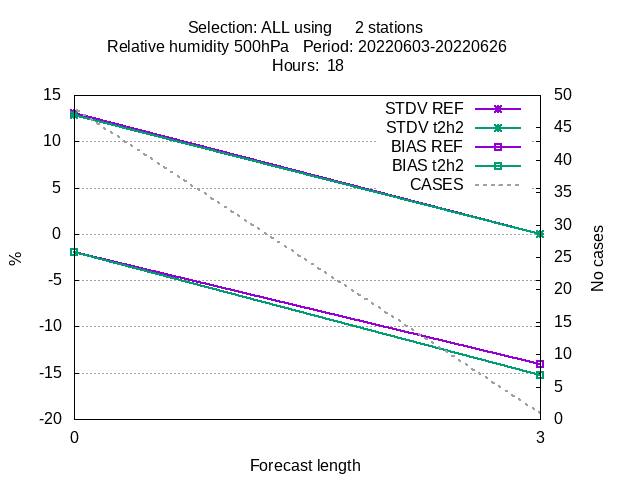 Selection: ALL using 2 stations
Relative humidity 500hPa Period: 20220603-20220626
Hours: 18
15 50
STDV REF
45
STDV t2h2
10
BIAS REF
40
BIAS t2h2
5 35
CASES
30
0
25
No cases
%
-5 20
-10 15
10
-15
5
-20 0
0 3
Forecast length